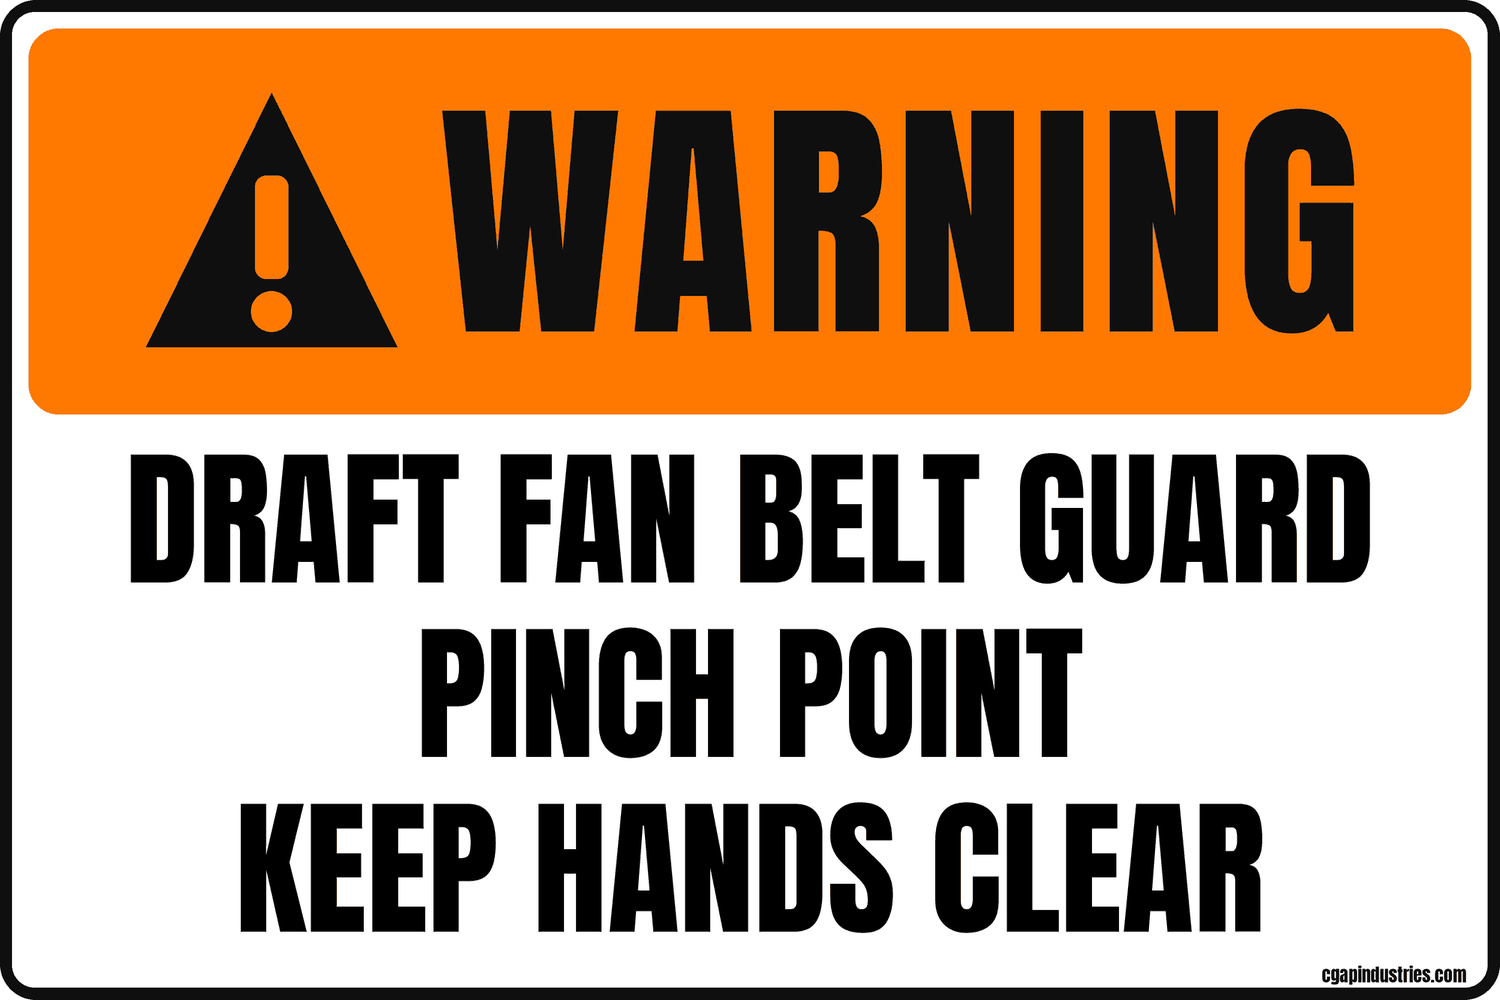 WARNING
DRAFT FAN BELT GUARD
PINCH POINT
KEEP HANDS CLEAR
cgapindustries.com